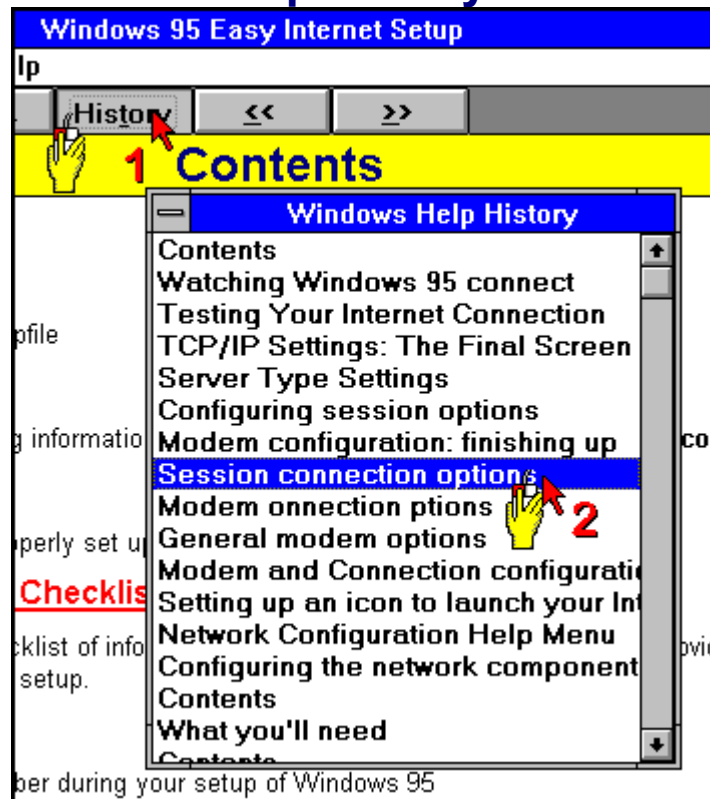 Windows 95 Easy Internet Setup
lp
History << >>
1 Contents
Windows Help History
Contents
Watching Windows 95 connect
Testing Your Internet Connection
pfile
TCP/IP Settings: The Final Screen
Server Type Settings
Configuring session options
g informatio
Modem configuration: finishing up
co
Session connection options
Modem onnection ptions
2
perly set up
General modem options
Modem and Connection configuratio
Checklis
Setting up an icon to launch your Int
Network Configuration Help Menu
cklist of info
ovi
Configuring the network component
setup.
Contents
What you'll need
Contents
ber during your setup of Windows 95